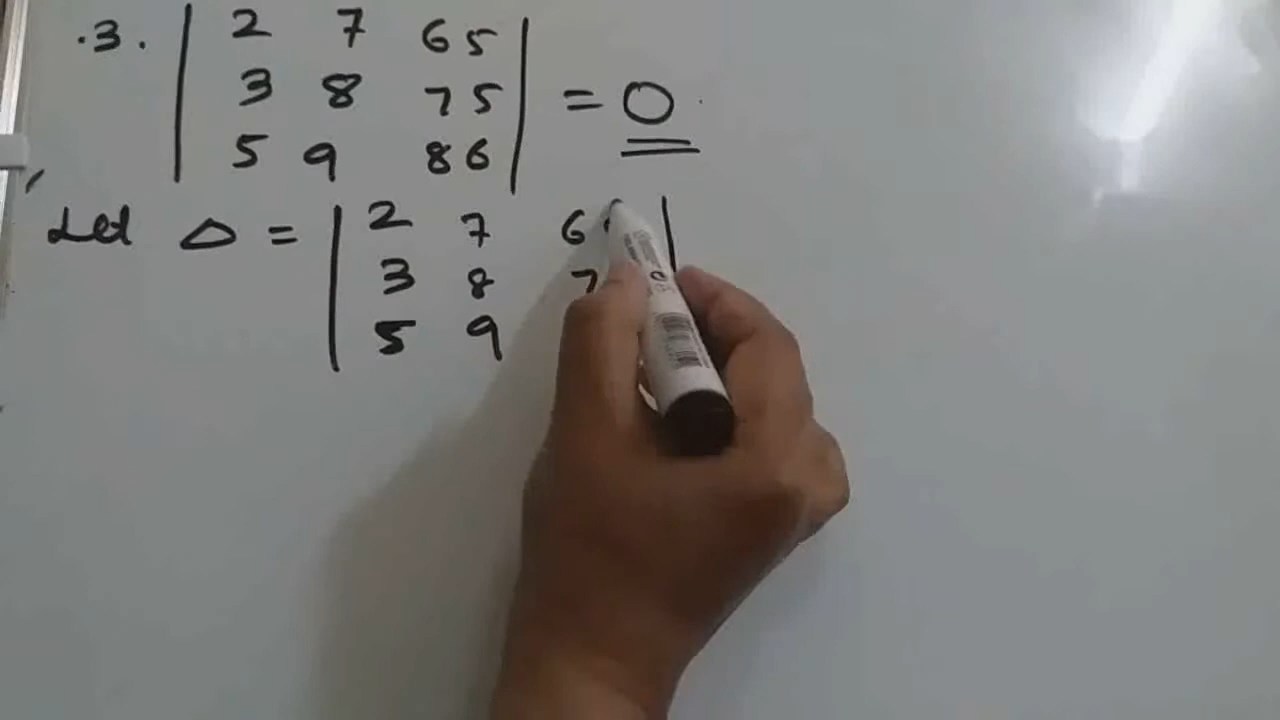 .3. | 2 7 65 |
| 3 8 75 | = 0
| 5 9 86 |
Let Δ = | 2 7 6 |
| 3 8 7
| 5 9